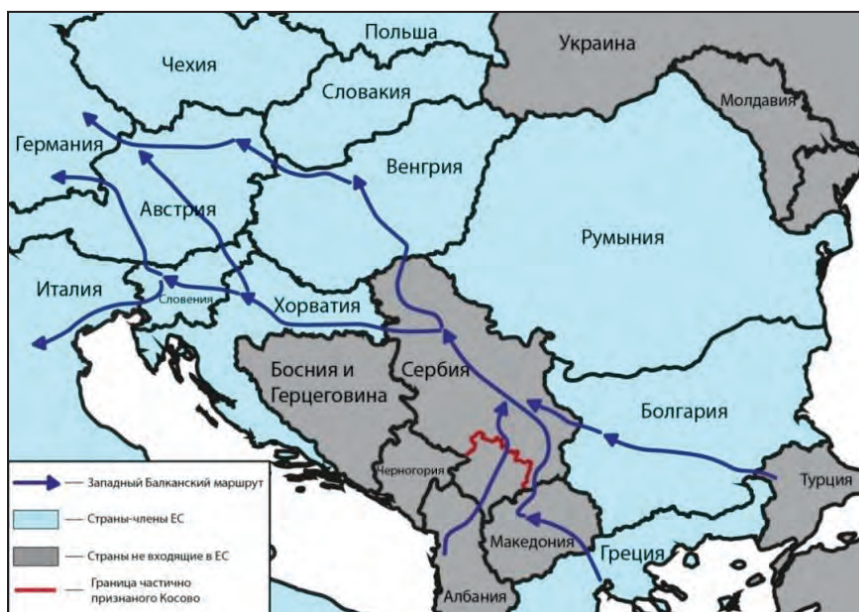 Польша
Украина
Чехия
Словакия
Молдавия
Германия
Венгрия
Австрия
Румыния
Италия
Словения
Хорватия
Босния и
Герцеговина
Сербия
Болгария
Черногория
Турция
Македония
Греция
Албания
— Западный Балканский маршрут
— Страны-члены ЕС
— Страны не входящие в ЕС
— Граница частично
признаного Косово